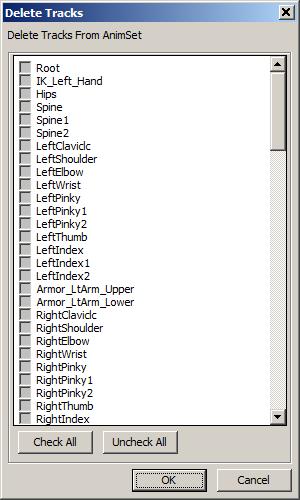 Delete Tracks
Delete Tracks From AnimSet
Root
IK_Left_Hand
Hips
Spine
Spine1
Spine2
LeftClaviclc
LeftShoulder
LeftElbow
LeftWrist
LeftPinky
LeftPinky1
LeftPinky2
LeftThumb
LeftIndex
LeftIndex1
LeftIndex2
Armor_LtArm_Upper
Armor_LtArm_Lower
RightClaviclc
RightShoulder
RightElbow
RightWrist
RightPinky
RightPinky1
RightPinky2
RightThumb
RightIndex
Check All Uncheck All
OK Cancel